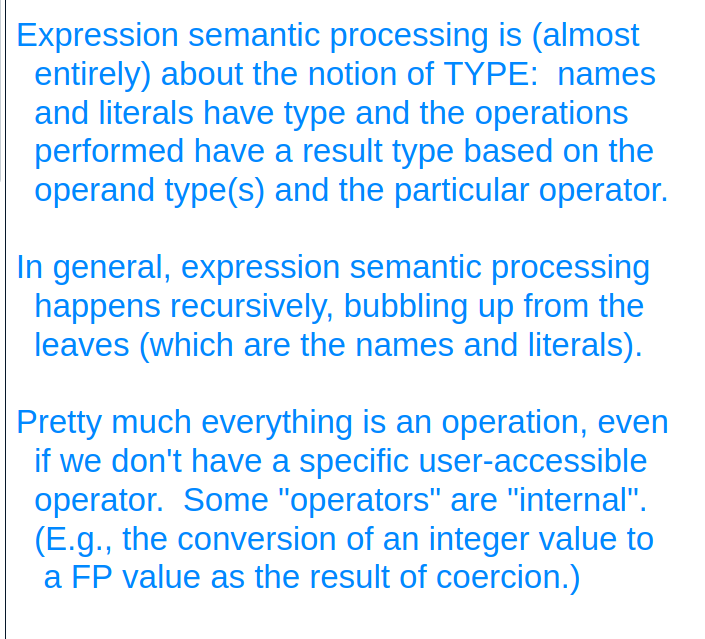 Expression semantic processing is (almost
entirely) about the notion of TYPE:  names
and literals have type and the operations
performed have a result type based on the
operand type(s) and the particular operator.
In general, expression semantic processing
happens recursively, bubbling up from the
leaves (which are the names and literals).
Pretty much everything is an operation, even
if we don't have a specific user-accessible
operator.  Some "operators" are "internal".
(E.g., the conversion of an integer value to
a FP value as the result of coercion.)